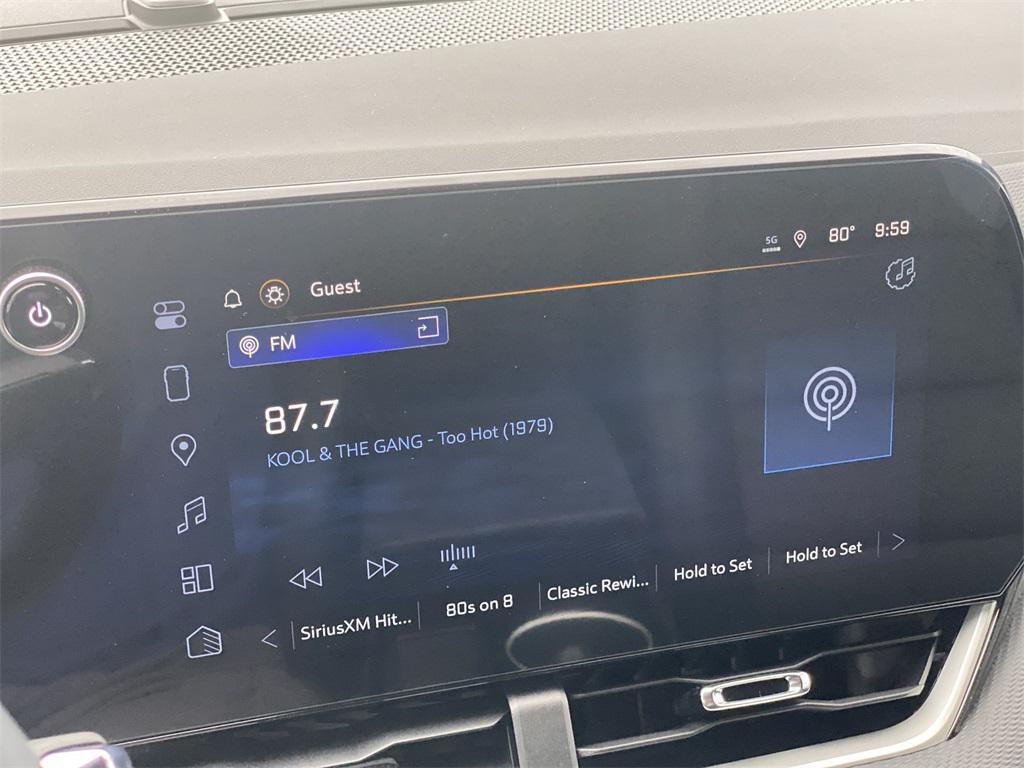 5G 80° 9:59
Guest
FM
87.7
KOOL & THE GANG - Too Hot (1979)
SiriusXM Hit... 80s on 8 Classic Rewi... Hold to Set Hold to Set